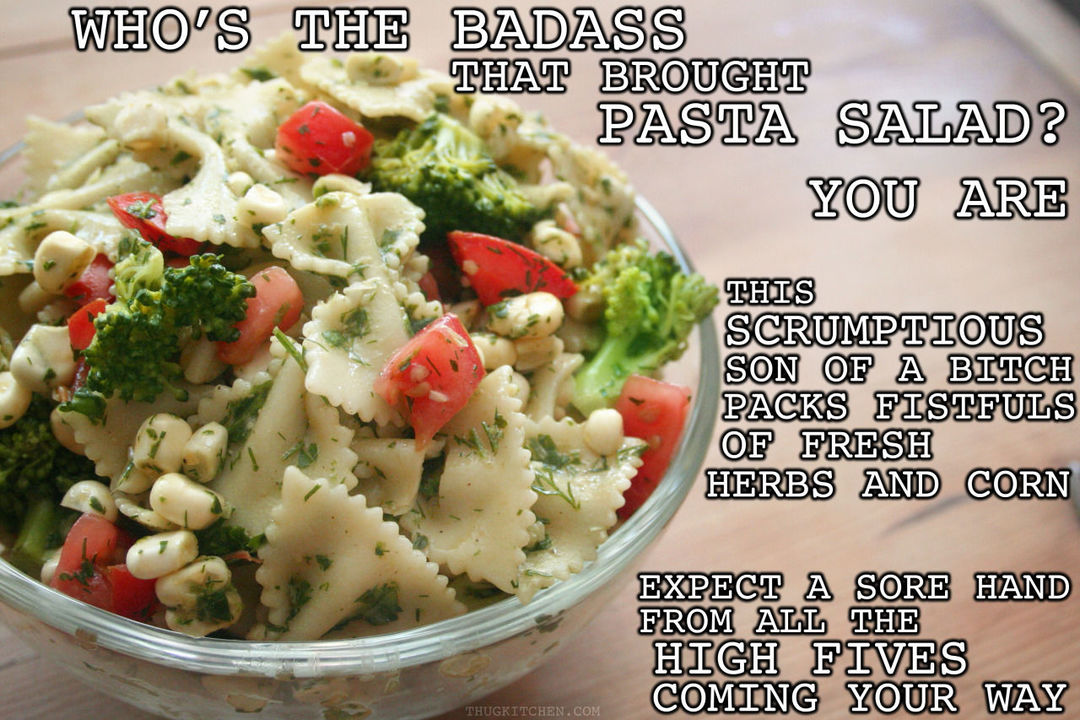 WHO'S THE BADASS
THAT BROUGHT
PASTA SALAD?
YOU ARE
THIS
SCRUMPTIOUS
SON OF A BITCH
PACKS FISTFULS
OF FRESH
HERBS AND CORN
EXPECT A SORE HAND
FROM ALL THE
HIGH FIVES
COMING YOUR WAY
THUGKITCHEN.COM